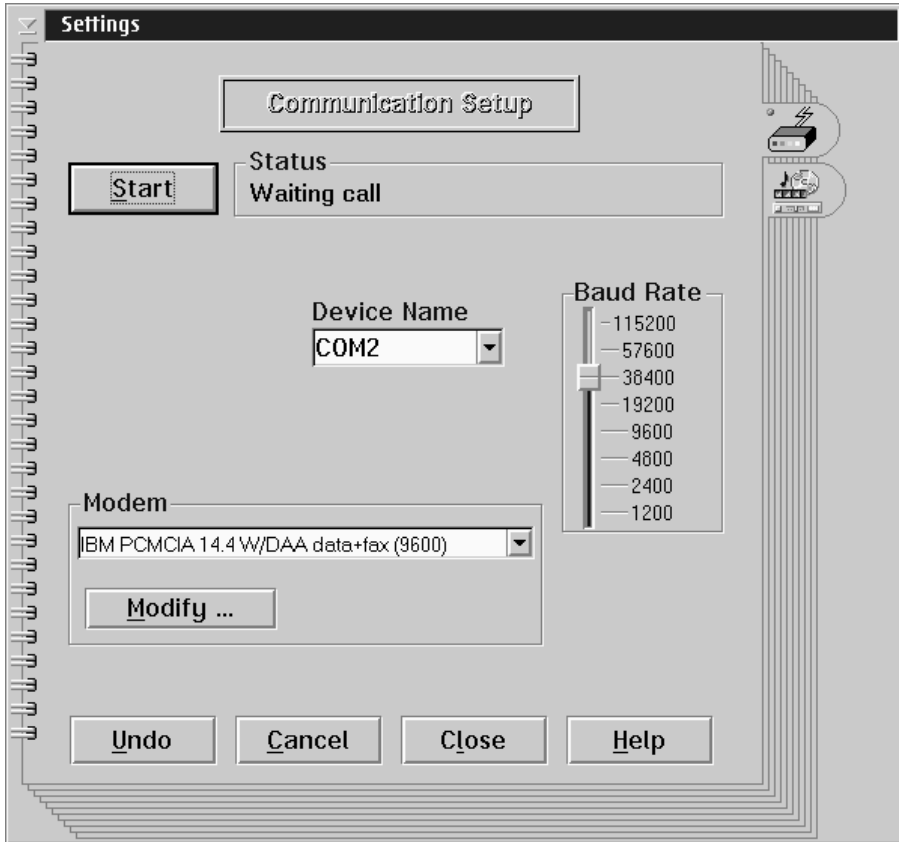 Settings
Communication Setup
Start
Status
Waiting call
Device Name
COM2
Baud Rate
115200
57600
38400
19200
9600
4800
2400
1200
Modem
IBM PCMCIA 14.4 W/DAA data+fax (9600)
Modify ...
Undo
Cancel
Close
Help